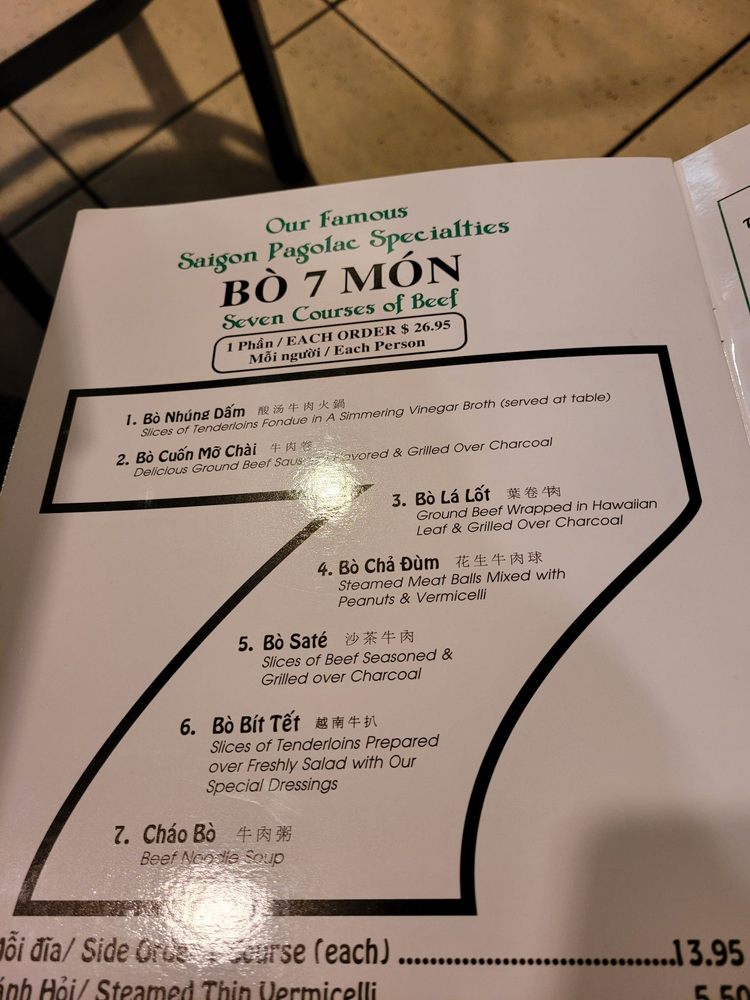 Our Famous
Saigon Pagolac Specialties
BÒ 7 MÓN
Seven Courses of Beef
1 Phần / EACH ORDER $ 26.95
Mỗi người / Each Person
1. Bò Nhúng Dấm 酸汤牛肉火鍋
Slices of Tenderloins Fondue in A Simmering Vinegar Broth (served at table)
2. Bò Cuốn Mỡ Chài 牛肉卷
Delicious Ground Beef & Grilled Over Charcoal
3. Bò Lá Lốt 葉卷牛肉
Ground Beef Wrapped in Hawaiian
Leaf & Grilled Over Charcoal
4. Bò Chả Đùm 花生牛肉球
Steamed Meat Balls Mixed with
Peanuts & Vermicelli
5. Bò Saté 沙茶牛肉
Slices of Beef Seasoned &
Grilled over Charcoal
6. Bò Bít Tết 越南牛扒
Slices of Tenderloins Prepared
over Freshly Salad with Our
Special Dressings
7. Cháo Bò 牛肉粥
Beef Noodle Soup
đĩa/ Side Course (each) 13.95
Hỏi/ Steamed Thin Vermicelli 5.50